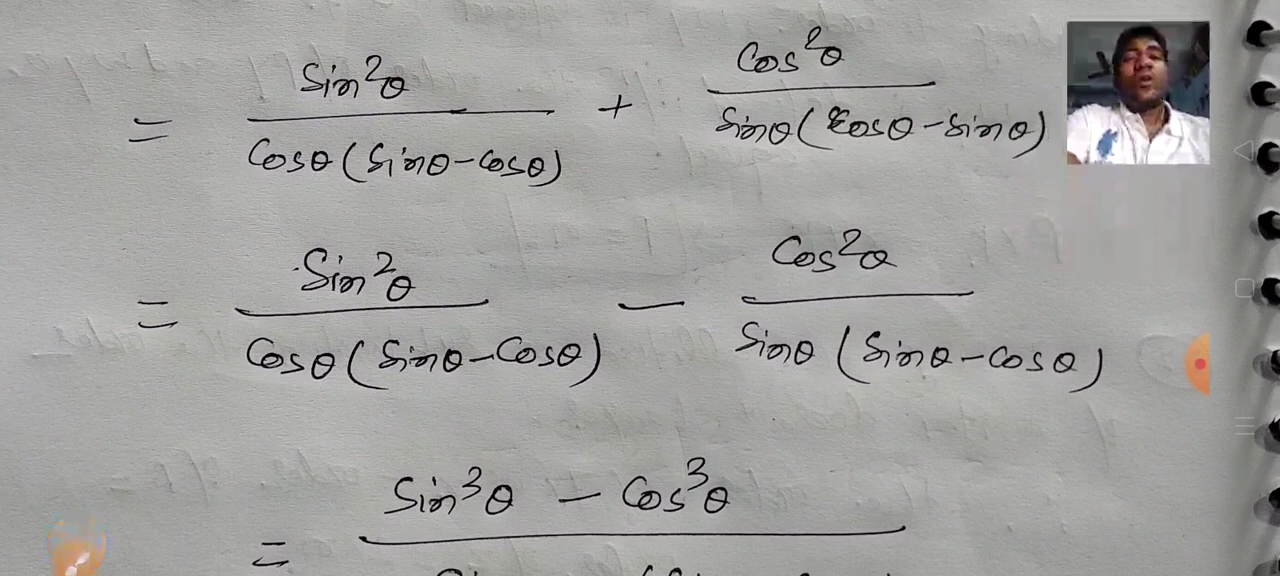 = Sin²θ / Cosθ (Sinθ-Cosθ) + Cos²θ / Sinθ (Cosθ-Sinθ)
= Sin²θ / Cosθ (Sinθ-Cosθ) - Cos²θ / Sinθ (Sinθ-Cosθ)
= Sin³θ - Cos³θ